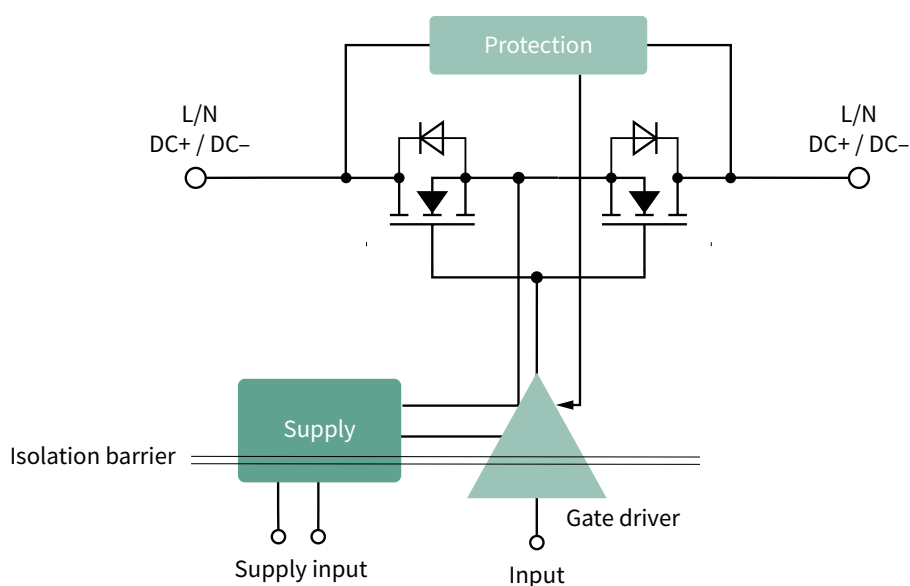 Protection
L/N
DC+ / DC–
L/N
DC+ / DC–
Supply
Isolation barrier
Gate driver
Supply input
Input